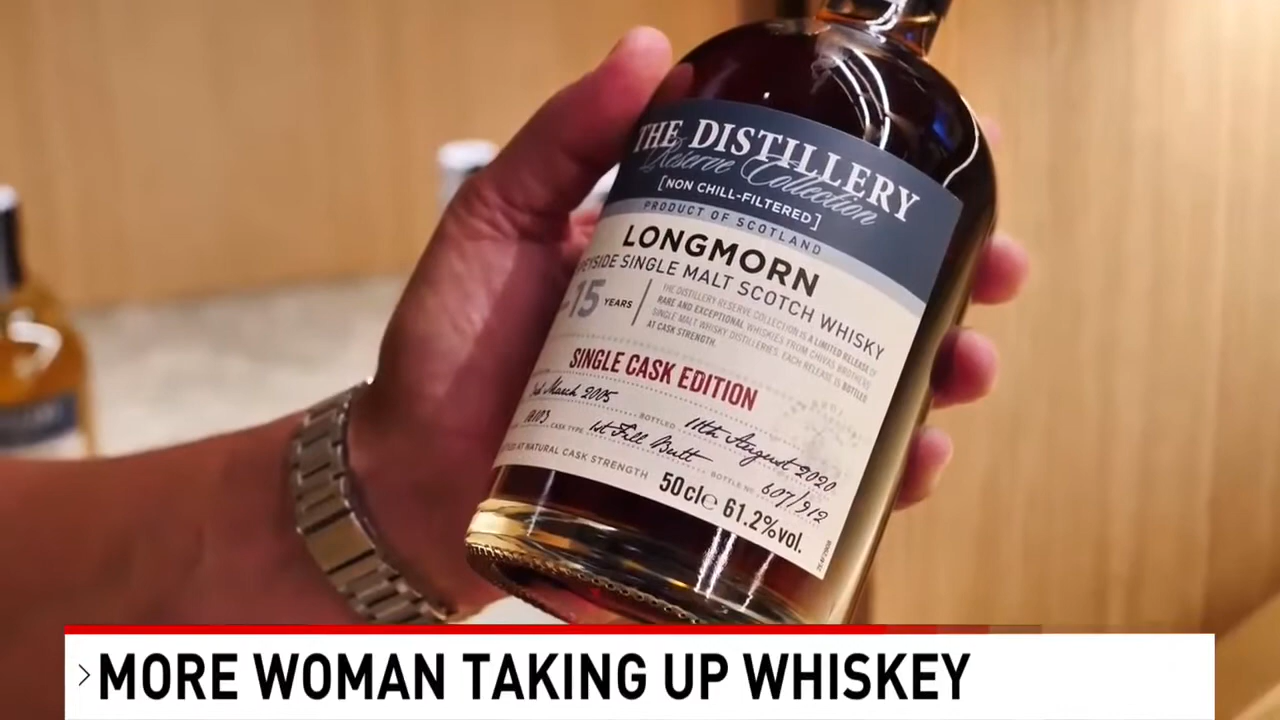 THE DISTILLERY
Reserve Collection
[NON CHILL-FILTERED]
PRODUCT OF SCOTLAND
LONGMORN
SINGLE MALT SCOTCH WHISKY
15 YEARS
THE DISTILLERY RESERVE COLLECTION IS A LIMITED RELEASE OF
RARE AND EXCEPTIONAL WHISKIES FROM CHIVAS BROTHERS'
SINGLE MALT WHISKY DISTILLERIES. EACH RELEASE IS BOTTLED
AT CASK STRENGTH.
SINGLE CASK EDITION
March 2005 BOTTLED 11th August 2020
CASK TYPE 1st Fill Butt BOTTLE No 607/912
AT NATURAL CASK STRENGTH 50cl e 61.2%vol.
> MORE WOMAN TAKING UP WHISKEY